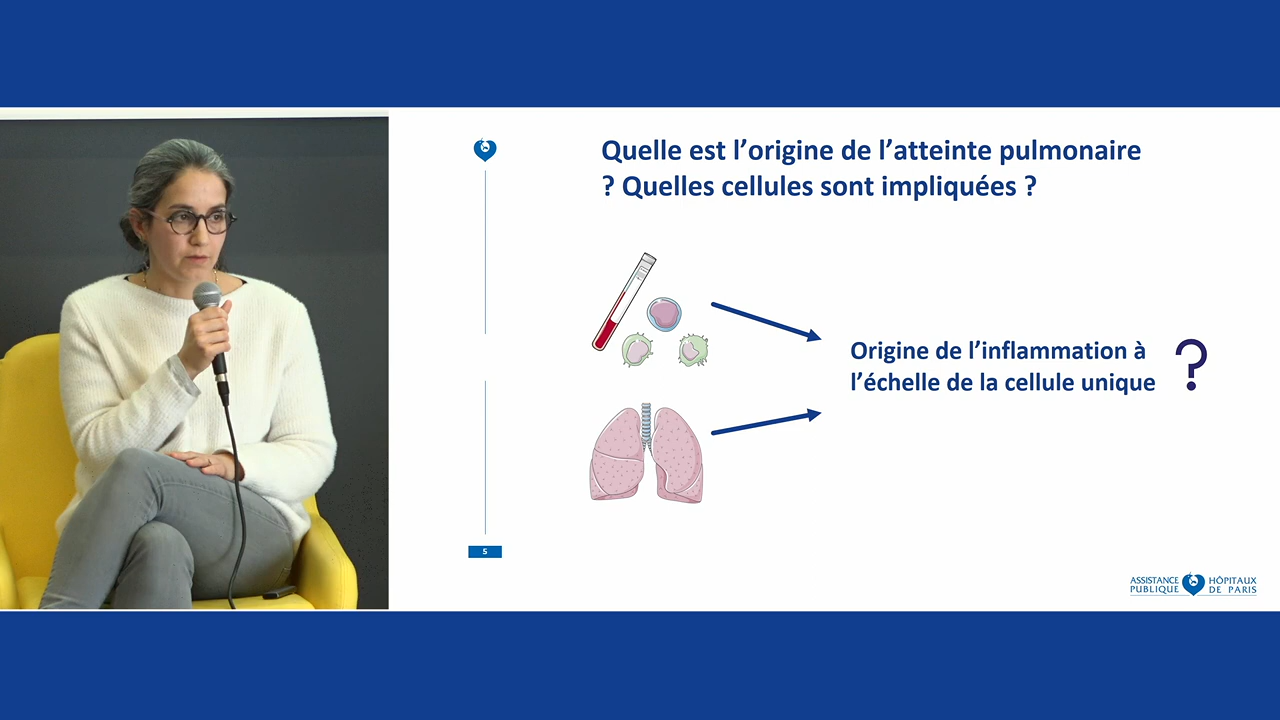 Quelle est l’origine de l’atteinte pulmonaire
? Quelles cellules sont impliquées ?
Origine de l’inflammation à
l’échelle de la cellule unique
?
5
ASSISTANCE HÔPITAUX
PUBLIQUE DE PARIS